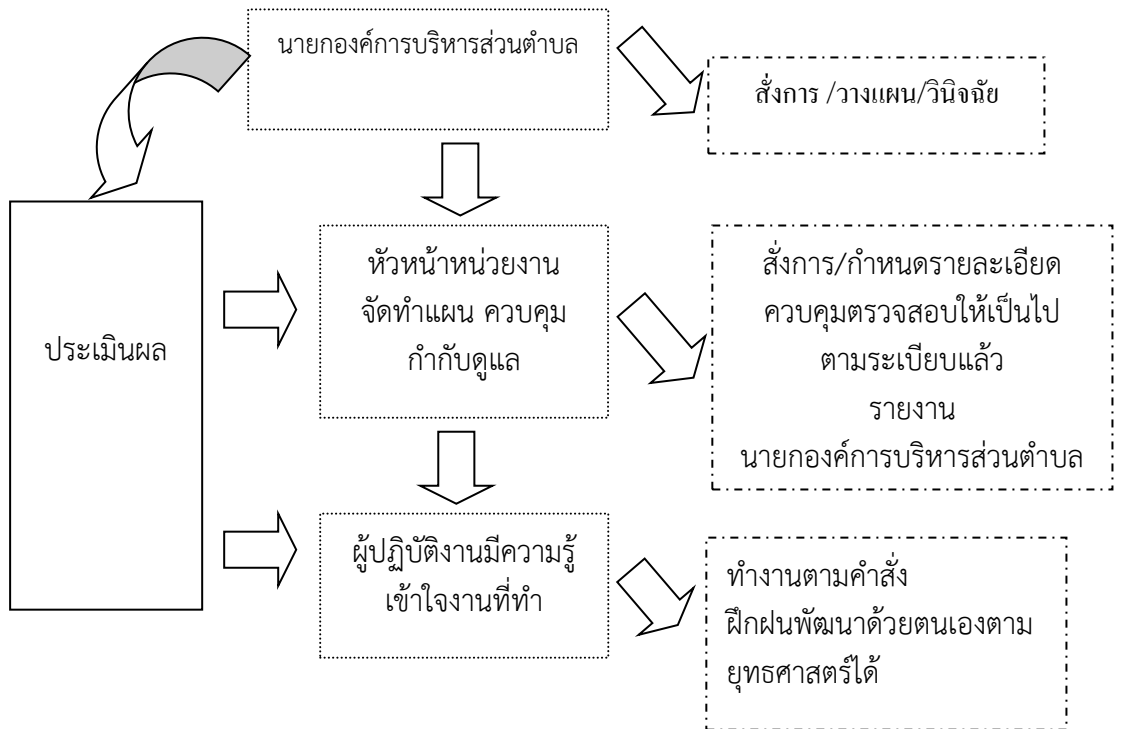 นายกองค์การบริหารส่วนตำบล
สั่งการ /วางแผน/วินิจฉัย
ประเมินผล
หัวหน้าหน่วยงาน
จัดทำแผน ควบคุม
กำกับดูแล
สั่งการ/กำหนดรายละเอียด
ควบคุมตรวจสอบให้เป็นไป
ตามระเบียบแล้ว
รายงาน
นายกองค์การบริหารส่วนตำบล
ผู้ปฏิบัติงานมีความรู้
เข้าใจงานที่ทำ
ทำงานตามคำสั่ง
ฝึกฝนพัฒนาด้วยตนเองตาม
ยุทธศาสตร์ได้